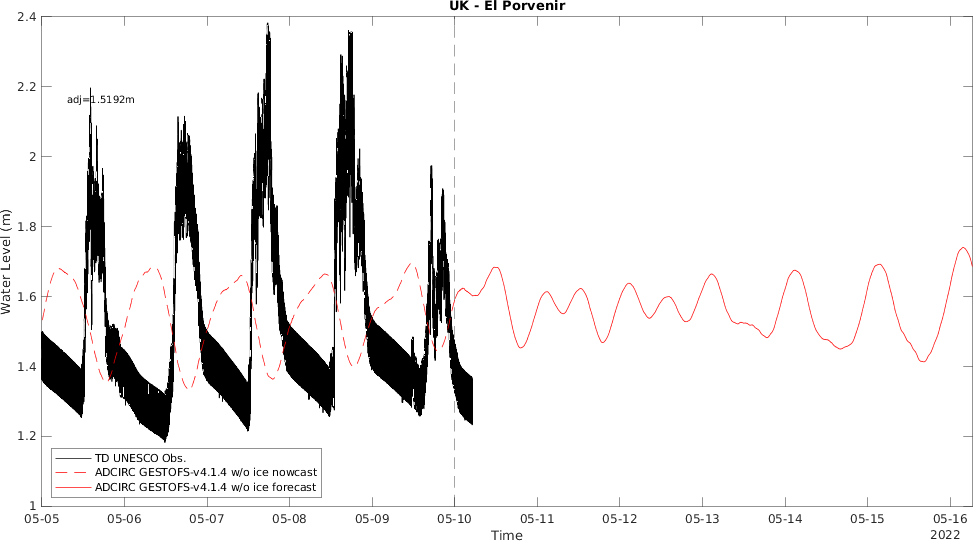 UK - El Porvenir
2.4
2.2
2
1.8
1.6
1.4
1.2
1
Water Level (m)
adj=1.5192m
TD UNESCO Obs.
ADCIRC GESTOFS-v4.1.4 w/o ice nowcast
ADCIRC GESTOFS-v4.1.4 w/o ice forecast
05-05 05-06 05-07 05-08 05-09 05-10 05-11 05-12 05-13 05-14 05-15 05-16
Time
2022